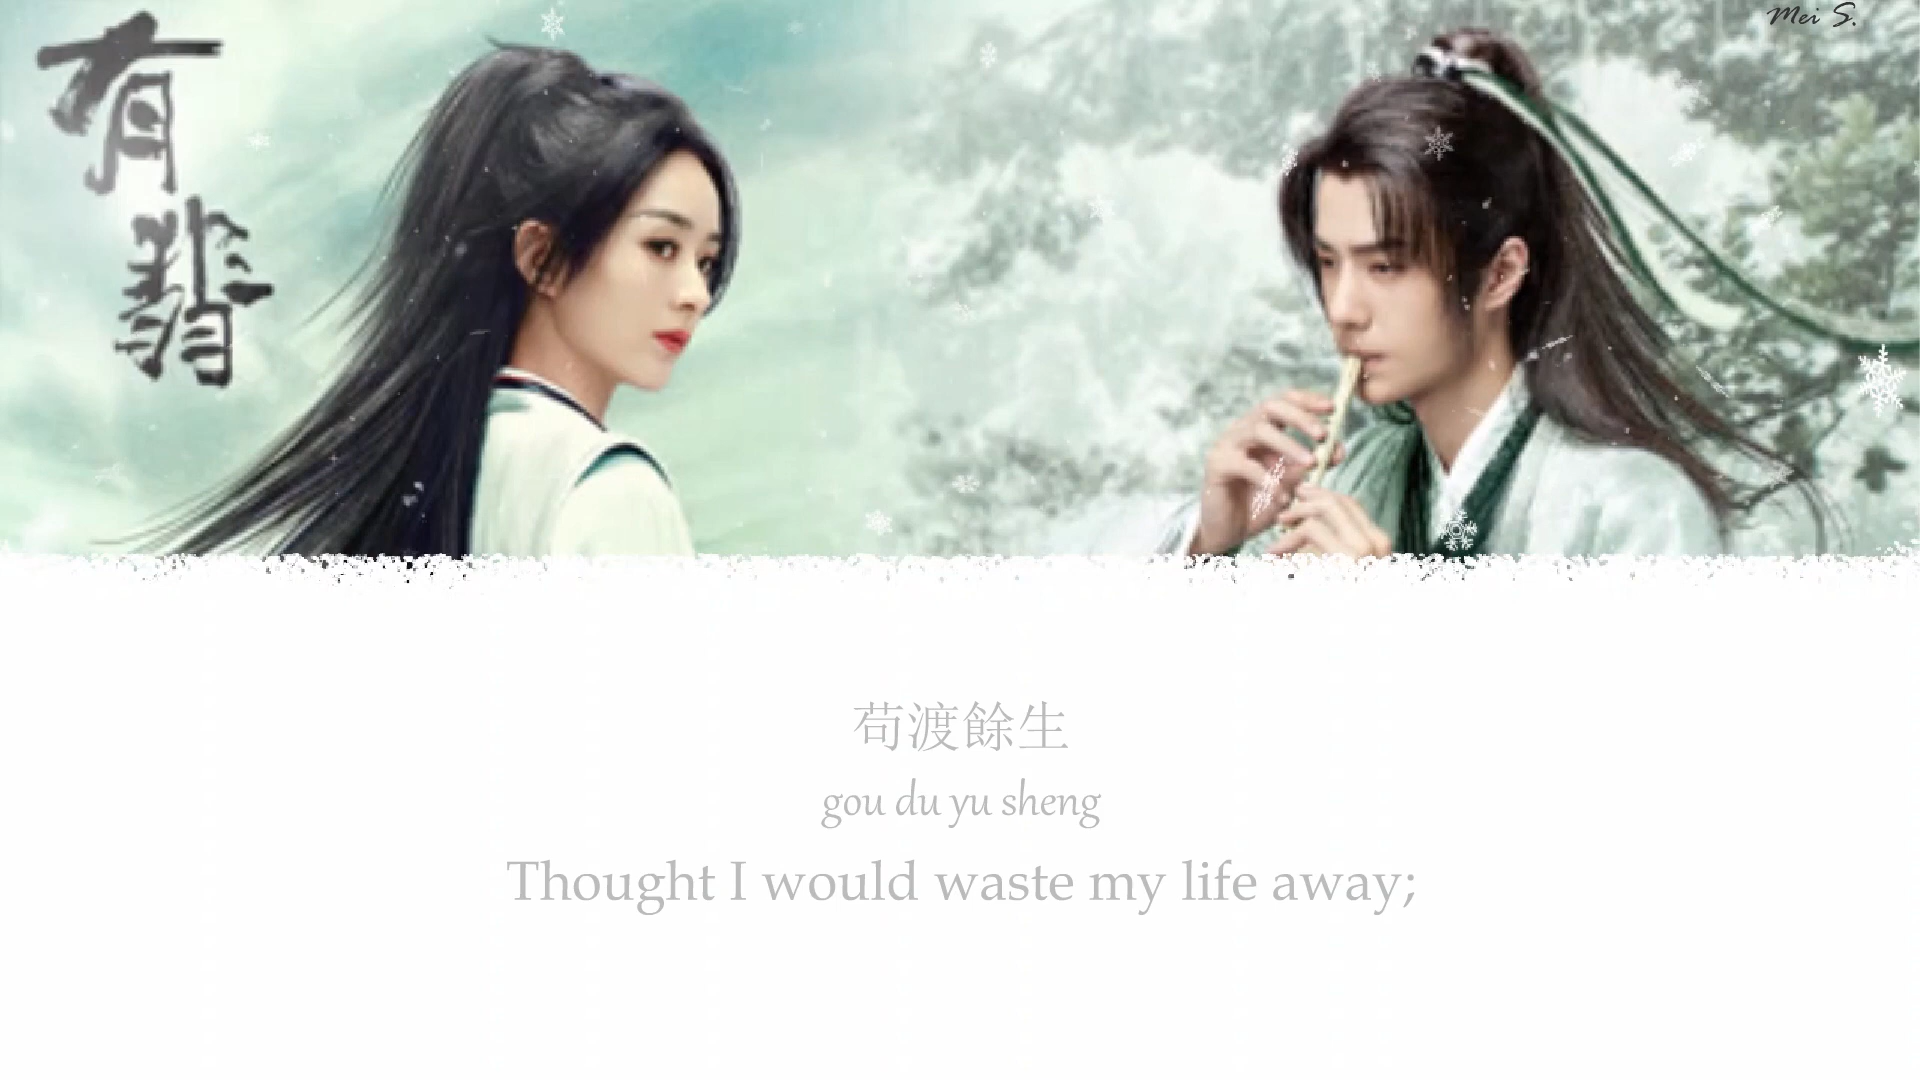 有
翡
Mei S.
苟渡餘生
gou du yu sheng
Thought I would waste my life away;